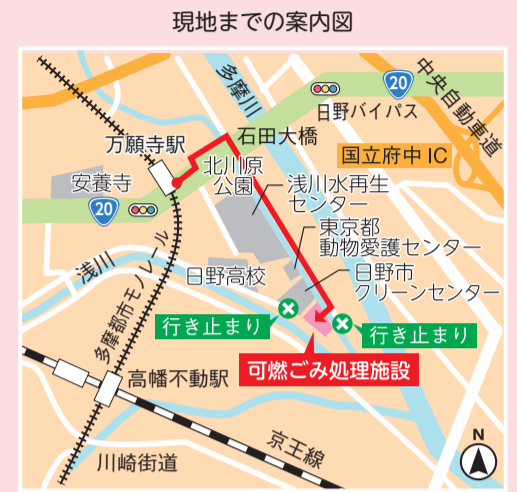 現地までの案内図
多摩川
20
中央自動車道
日野バイパス
石田大橋
万願寺駅
国立府中 IC
北川原
公園
安養寺
浅川水再生
センター
20
東京都
動物愛護センター
浅川
日野高校
日野市
クリーンセンター
多摩都市モノレール
行き止まり
行き止まり
可燃ごみ処理施設
高幡不動駅
京王線
川崎街道
N